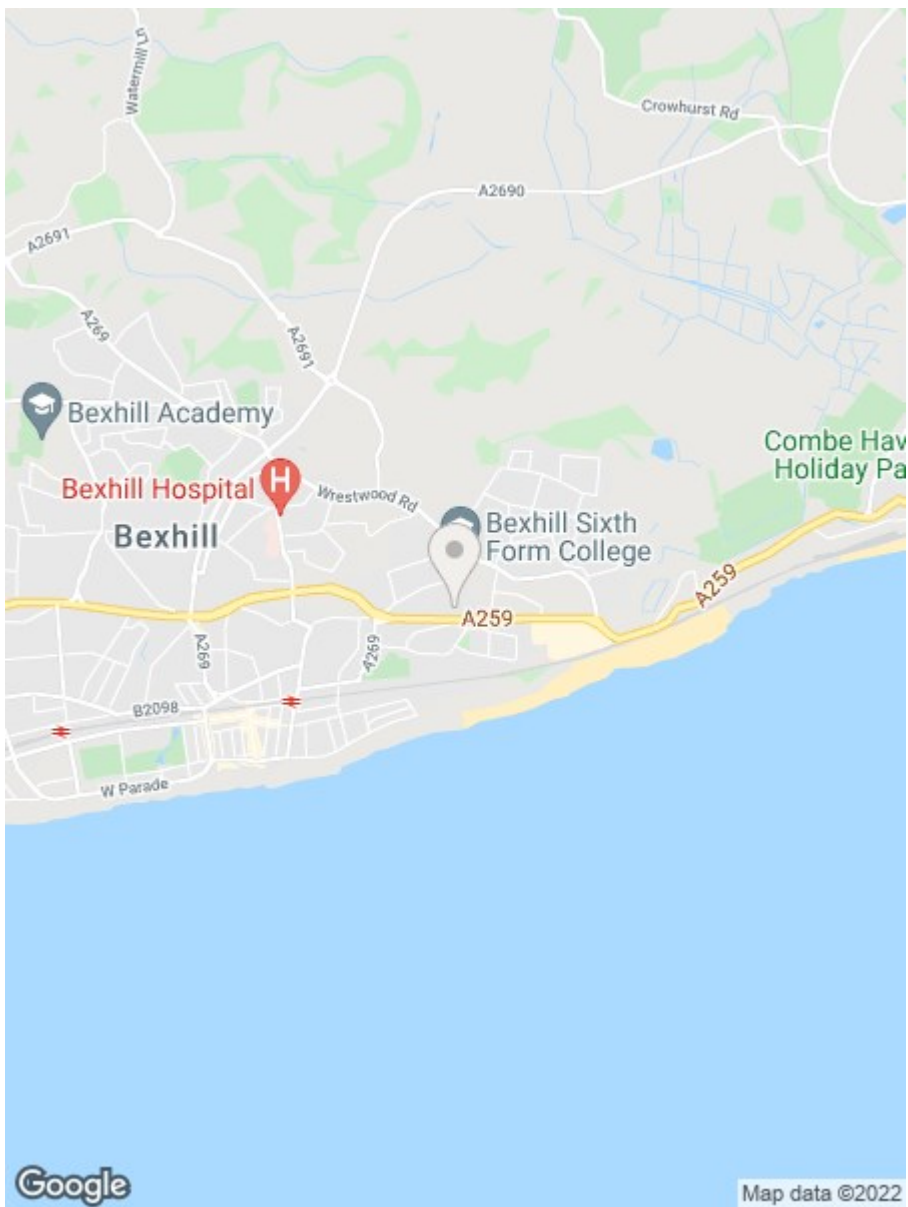 Watermill Ln
Crowhurst Rd
A2690
A2691
A269
A2691
Bexhill Academy
Combe Hav
Holiday Pa
Bexhill Hospital
H
Wrestwood Rd
Bexhill
Bexhill Sixth
Form College
A259
A259
A269
A269
B2098
W Parade
Google
Map data ©2022